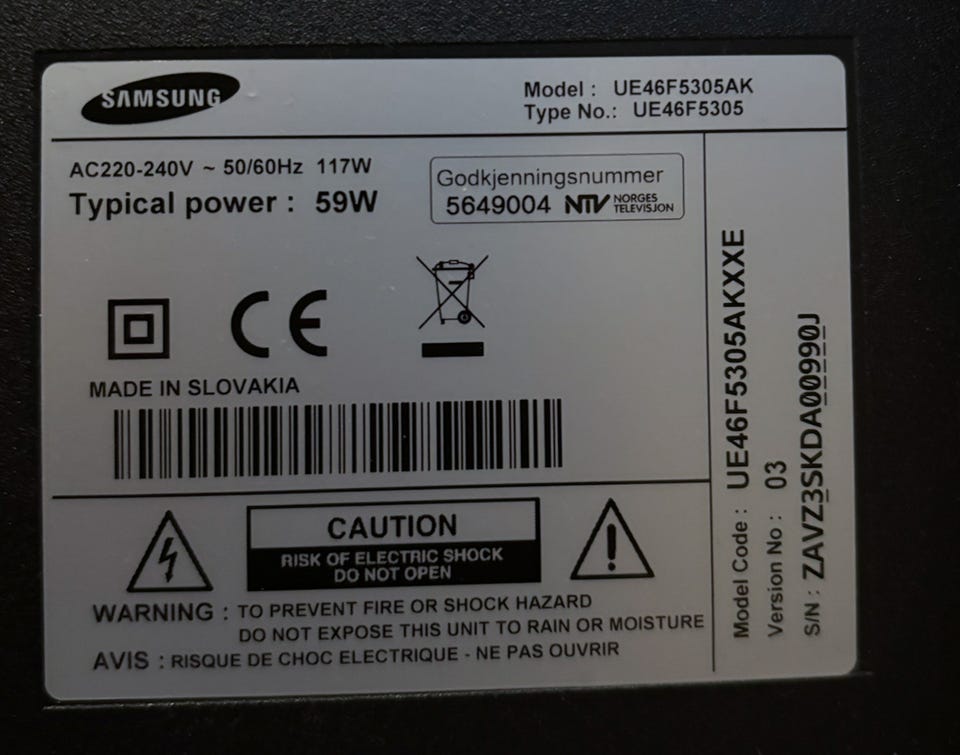 SAMSUNG
Model : UE46F5305AK
Type No.: UE46F5305
AC220-240V ~ 50/60Hz 117W
Typical power : 59W
Godkjenningsnummer
5649004 NTV NORGES TELEVISJON
CE
MADE IN SLOVAKIA
CAUTION
RISK OF ELECTRIC SHOCK
DO NOT OPEN
WARNING : TO PREVENT FIRE OR SHOCK HAZARD
DO NOT EXPOSE THIS UNIT TO RAIN OR MOISTURE
AVIS : RISQUE DE CHOC ELECTRIQUE - NE PAS OUVRIR
Model Code : UE46F5305AKXXE
Version No : 03
S/N : ZAVZ3SKDA00990J